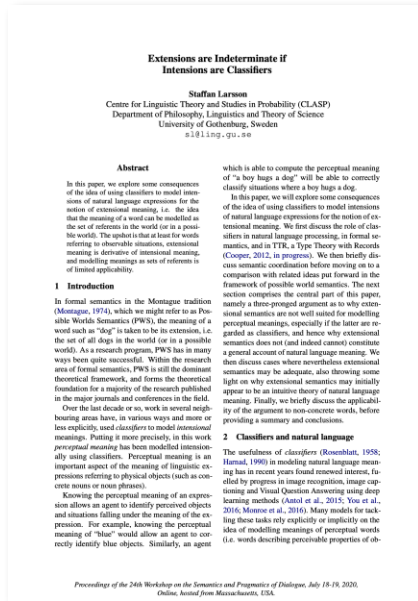 Extensions are Indeterminate if
Intensions are Classifiers
Staffan Larsson
Centre for Linguistic Theory and Studies in Probability (CLASP)
Department of Philosophy, Linguistics and Theory of Science
University of Gothenburg, Sweden
sl@ling.gu.se
Abstract
In this paper, we explore some consequences
of the idea of using classifiers to model inten-
sions of natural language expressions for the
notion of extensional meaning, i.e. the idea
that the meaning of a word can be modelled as
the set of referents in the world (or in a possi-
ble world). The upshot is that at least for words
referring to observable situations, extensional
meaning is derivative of intensional meaning,
and modelling meanings as sets of referents is
of limited applicability.
1 Introduction
In formal semantics in the Montague tradition
(Montague, 1974), which we might refer to as Pos-
sible Worlds Semantics (PWS), the meaning of a
word such as “dog” is taken to be its extension, i.e.
the set of all dogs in the world (or in a possible
world). As a research program, PWS has in many
ways been quite successful. Within the research
area of formal semantics, PWS is still the dominant
theoretical framework, and forms the theoretical
foundation for a majority of the research published
in the major journals and conferences in the field.
Over the last decade or so, work in several neigh-
bouring areas have, in various ways and more or
less explicitly, used classifiers to model intensional
meanings. Putting it more precisely, in this work
perceptual meaning has been modelled intension-
ally using classifiers. Perceptual meaning is an
important aspect of the meaning of linguistic ex-
pressions referring to physical objects (such as con-
crete nouns or noun phrases).
Knowing the perceptual meaning of an expres-
sion allows an agent to identify perceived objects
and situations falling under the meaning of the ex-
pression. For example, knowing the perceptual
meaning of “blue” would allow an agent to cor-
rectly identify blue objects. Similarly, an agent
which is able to compute the perceptual meaning
of “a boy hugs a dog” will be able to correctly
classify situations where a boy hugs a dog.
In this paper, we will explore some consequences
of the idea of using classifiers to model intensions
of natural language expressions for the notion of ex-
tensional meaning. We first discuss the role of clas-
sifiers in natural language processing, in formal se-
mantics, and in TTR, a Type Theory with Records
(Cooper, 2012, in progress). We then briefly dis-
cuss semantic coordination before moving on to a
comparison with related ideas put forward in the
framework of possible world semantics. The next
section comprises the central part of this paper,
namely a three-pronged argument as to why exten-
sional semantics are not well suited for modelling
perceptual meanings, especially if the latter are re-
garded as classifiers, and hence why extensional
semantics does not (and indeed cannot) constitute
a general account of natural language meaning. We
then discuss cases where nevertheless extensional
semantics may be adequate, also throwing some
light on why extensional semantics may initially
appear to be an intuitive theory of natural language
meaning. Finally, we briefly discuss the applicabil-
ity of the argument to non-concrete words, before
providing a summary and conclusions.
2 Classifiers and natural language
The usefulness of classifiers (Rosenblatt, 1958;
Harnad, 1990) in modeling natural language mean-
ing has in recent years found renewed interest, fu-
elled by progress in image recognition, image cap-
tioning and Visual Question Answering using deep
learning methods (Antol et al., 2015; You et al.,
2016; Monroe et al., 2016). Many models for tack-
ling these tasks rely explicitly or implicitly on the
idea of modelling meanings of perceptual words
(i.e. words describing perceivable properties of ob-
Proceedings of the 24th Workshop on the Semantics and Pragmatics of Dialogue, July 18-19, 2020,
Online, hosted from Massachusetts, USA.